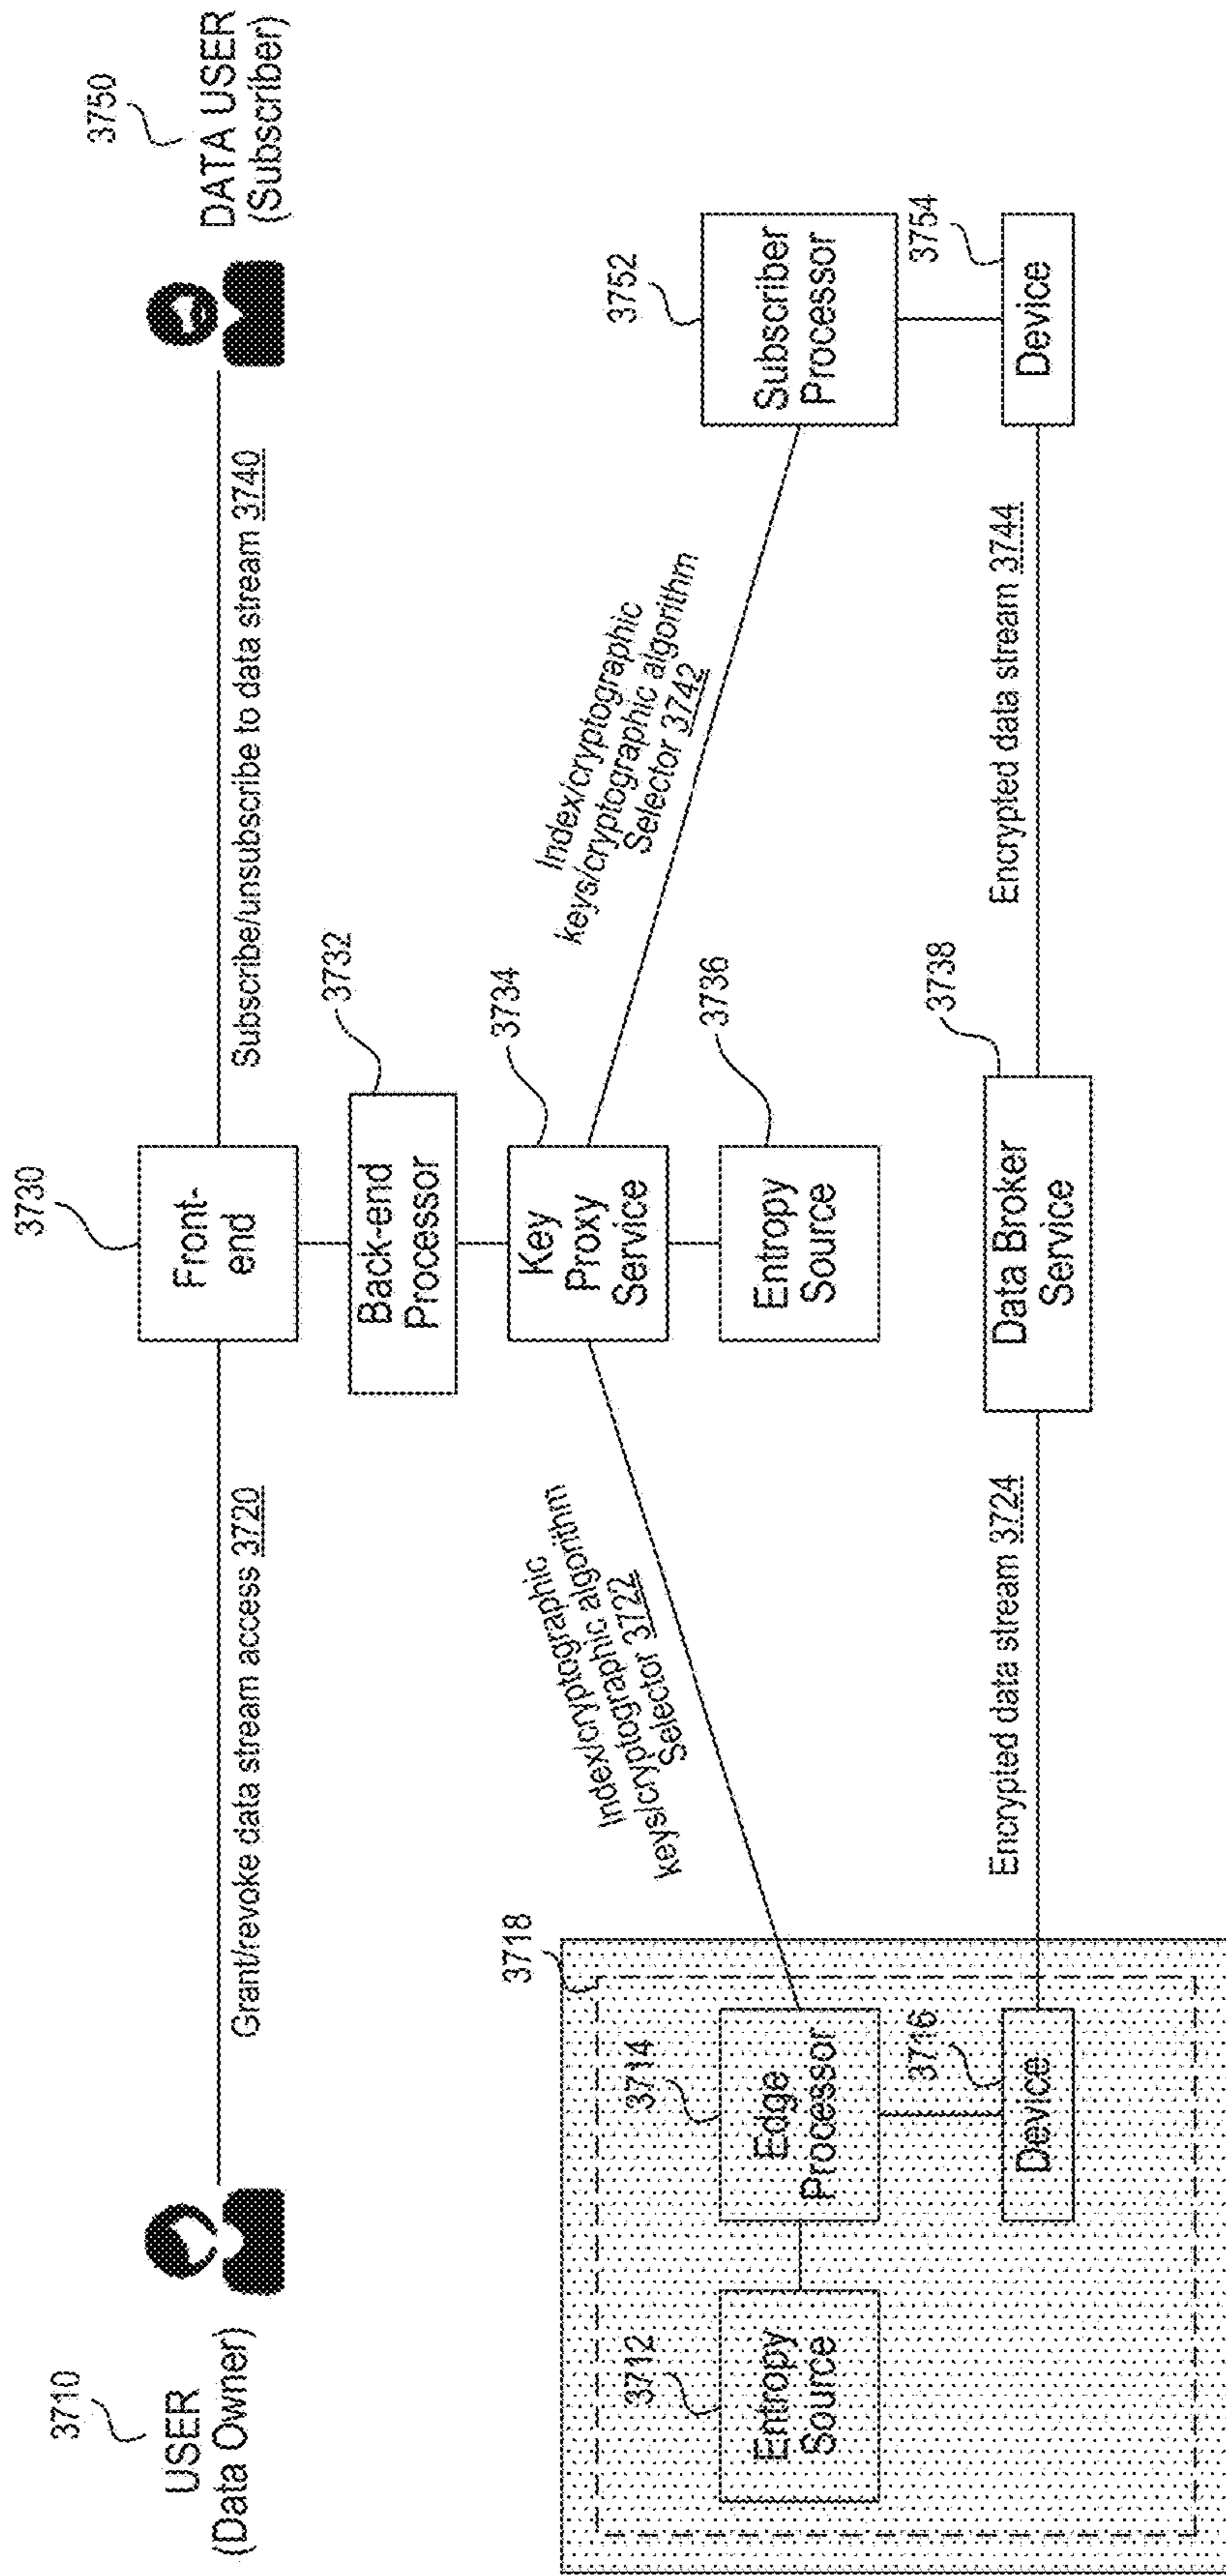 3710
USER
(Data Owner)
Grant/revoke data stream access 3720
3730
Front-
end
Subscribe/unsubscribe to data stream 3740
3750
DATA USER
(Subscriber)
3732
Back-end
Processor
3734
Key
Proxy
Service
3736
Entropy
Source
Index/cryptographic
keys/cryptographic algorithm
Selector 3722
Index/cryptographic
keys/cryptographic algorithm
Selector 3742
3718
3712
Entropy
Source
3714
Edge
Processor
3716
Device
Encrypted data stream 3724
3738
Data Broker
Service
Encrypted data stream 3744
3752
Subscriber
Processor
3754
Device